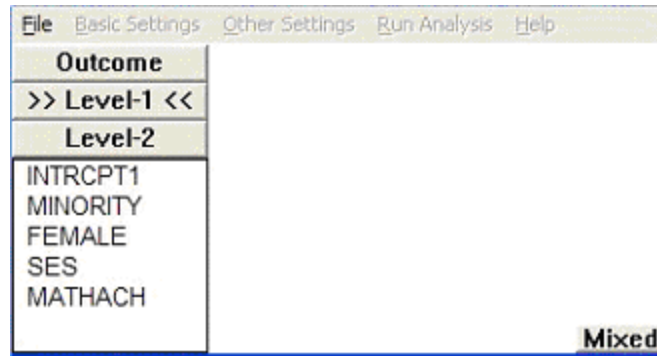 File Basic Settings Other Settings Run Analysis Help
Outcome
>> Level-1 <<
Level-2
INTRCPT1
MINORITY
FEMALE
SES
MATHACH
Mixed